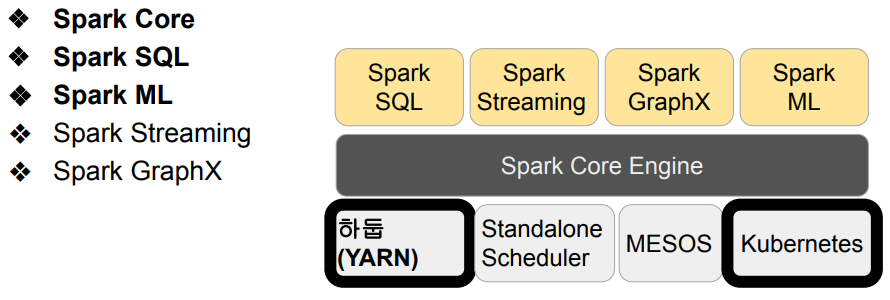 ❖ Spark Core
❖ Spark SQL
❖ Spark ML
❖ Spark Streaming
❖ Spark GraphX
Spark
SQL
Spark
Streaming
Spark
GraphX
Spark
ML
Spark Core Engine
하둡
(YARN)
Standalone
Scheduler
MESOS
Kubernetes